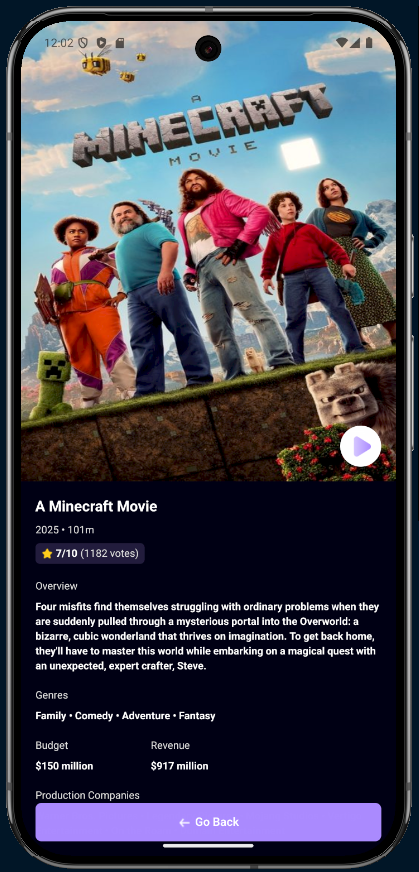 12:02
A
MINECRAFT
MOVIE
A Minecraft Movie
2025 • 101m
7/10 (1182 votes)
Overview
Four misfits find themselves struggling with ordinary problems when they
are suddenly pulled through a mysterious portal into the Overworld: a
bizarre, cubic wonderland that thrives on imagination. To get back home,
they'll have to master this world while embarking on a magical quest with
an unexpected, expert crafter, Steve.
Genres
Family • Comedy • Adventure • Fantasy
Budget Revenue
$150 million $917 million
Production Companies
← Go Back